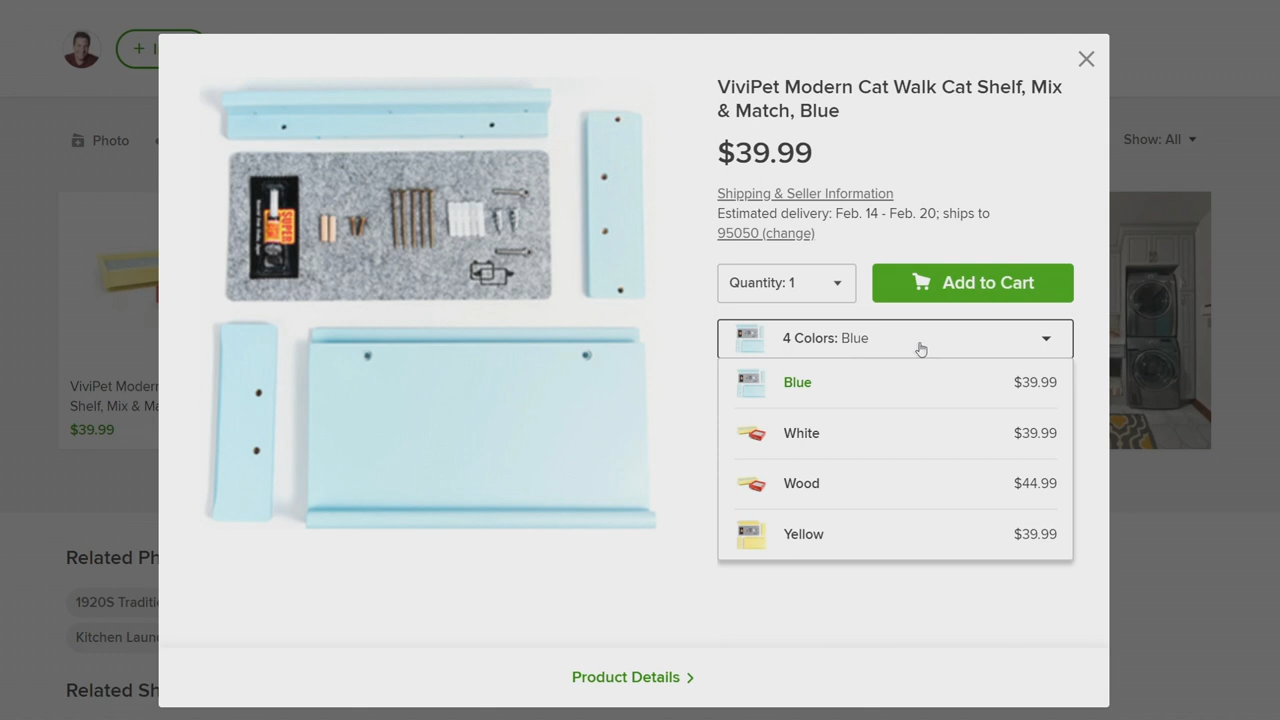 + I
Photo
Show: All
ViviPet Modern
Shelf, Mix & Ma
$39.99
SUPER
ViviPet Modern Cat Walk Cat Shelf, Mix
& Match, Blue
$39.99
Shipping & Seller Information
Estimated delivery: Feb. 14 - Feb. 20; ships to
95050 (change)
Quantity: 1
Add to Cart
4 Colors: Blue
Blue $39.99
White $39.99
Wood $44.99
Yellow $39.99
Product Details
Related Ph
1920S Traditi
Kitchen Laun
Related Sh